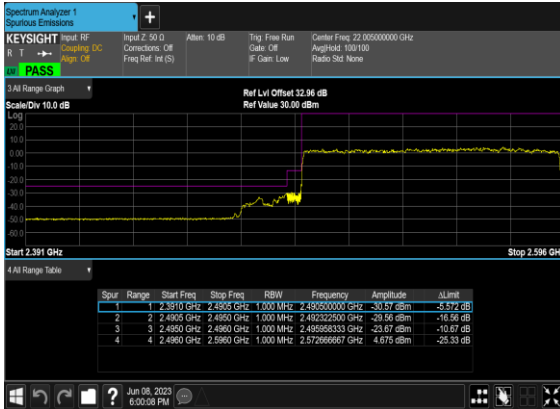 Spectrum Analyzer 1
Spurious Emissions
+
KEYSIGHT Input: RF Input Z: 50 Ω Atten: 10 dB Trig: Free Run Center Freq: 22.005000000 GHz
R T Coupling: DC Corrections: Off Gate: Off Avg|Hold: 100/100
Align: Off Freq Ref: Int (S) IF Gain: Low Radio Std: None
PASS
3 All Range Graph Ref Lvl Offset 32.96 dB
Scale/Div 10.0 dB Ref Value 30.00 dBm
Log
20.0
10.0
0.00
-10.0
-20.0
-30.0
-40.0
-50.0
-60.0
Start 2.391 GHz Stop 2.596 GH
4 All Range Table
Spur Range Start Freq Stop Freq RBW Frequency Amplitude ΔLimit
1 1 2.3910 GHz 2.4905 GHz 1.000 MHz 2.490500000 GHz -30.57 dBm -5.572 dB
2 2 2.4905 GHz 2.4950 GHz 1.000 MHz 2.492322500 GHz -29.56 dBm -16.56 dB
3 3 2.4950 GHz 2.4960 GHz 1.000 MHz 2.495958333 GHz -23.67 dBm -10.67 dB
4 4 2.4960 GHz 2.5960 GHz 1.000 MHz 2.572666667 GHz 4.675 dBm -25.33 dB
? Jun 08, 2023
6:00:08 PM